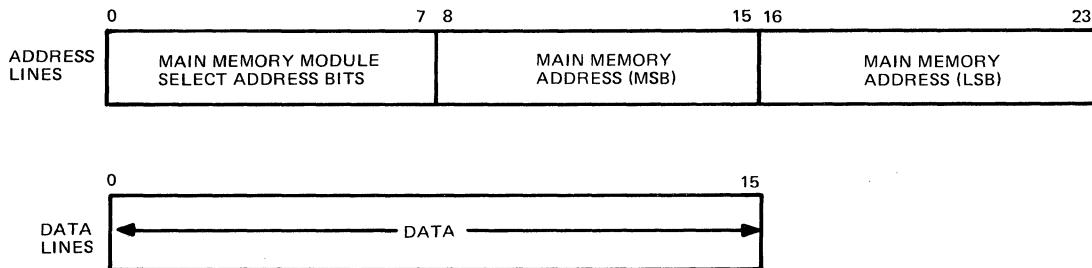 0 7 8 15 16 23
ADDRESS LINES
MAIN MEMORY MODULE SELECT ADDRESS BITS
MAIN MEMORY ADDRESS (MSB)
MAIN MEMORY ADDRESS (LSB)
0 15
DATA LINES
DATA